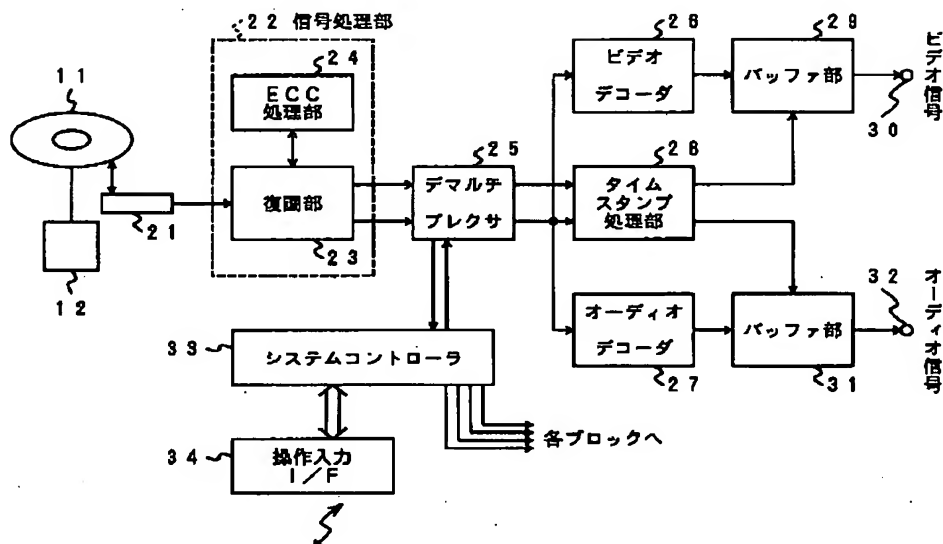 22 信号処理部
24
ECC
処理部
11
21
12
復調部
23
25
デマルチ
プレクサ
26
ビデオ
デコーダ
29
バッファ部
30
ビデオ信号
28
タイム
スタンプ
処理部
オーディオ
デコーダ
27
バッファ部
31
32
オーディオ信号
33
システムコントローラ
各ブロックへ
34
操作入力
I/F